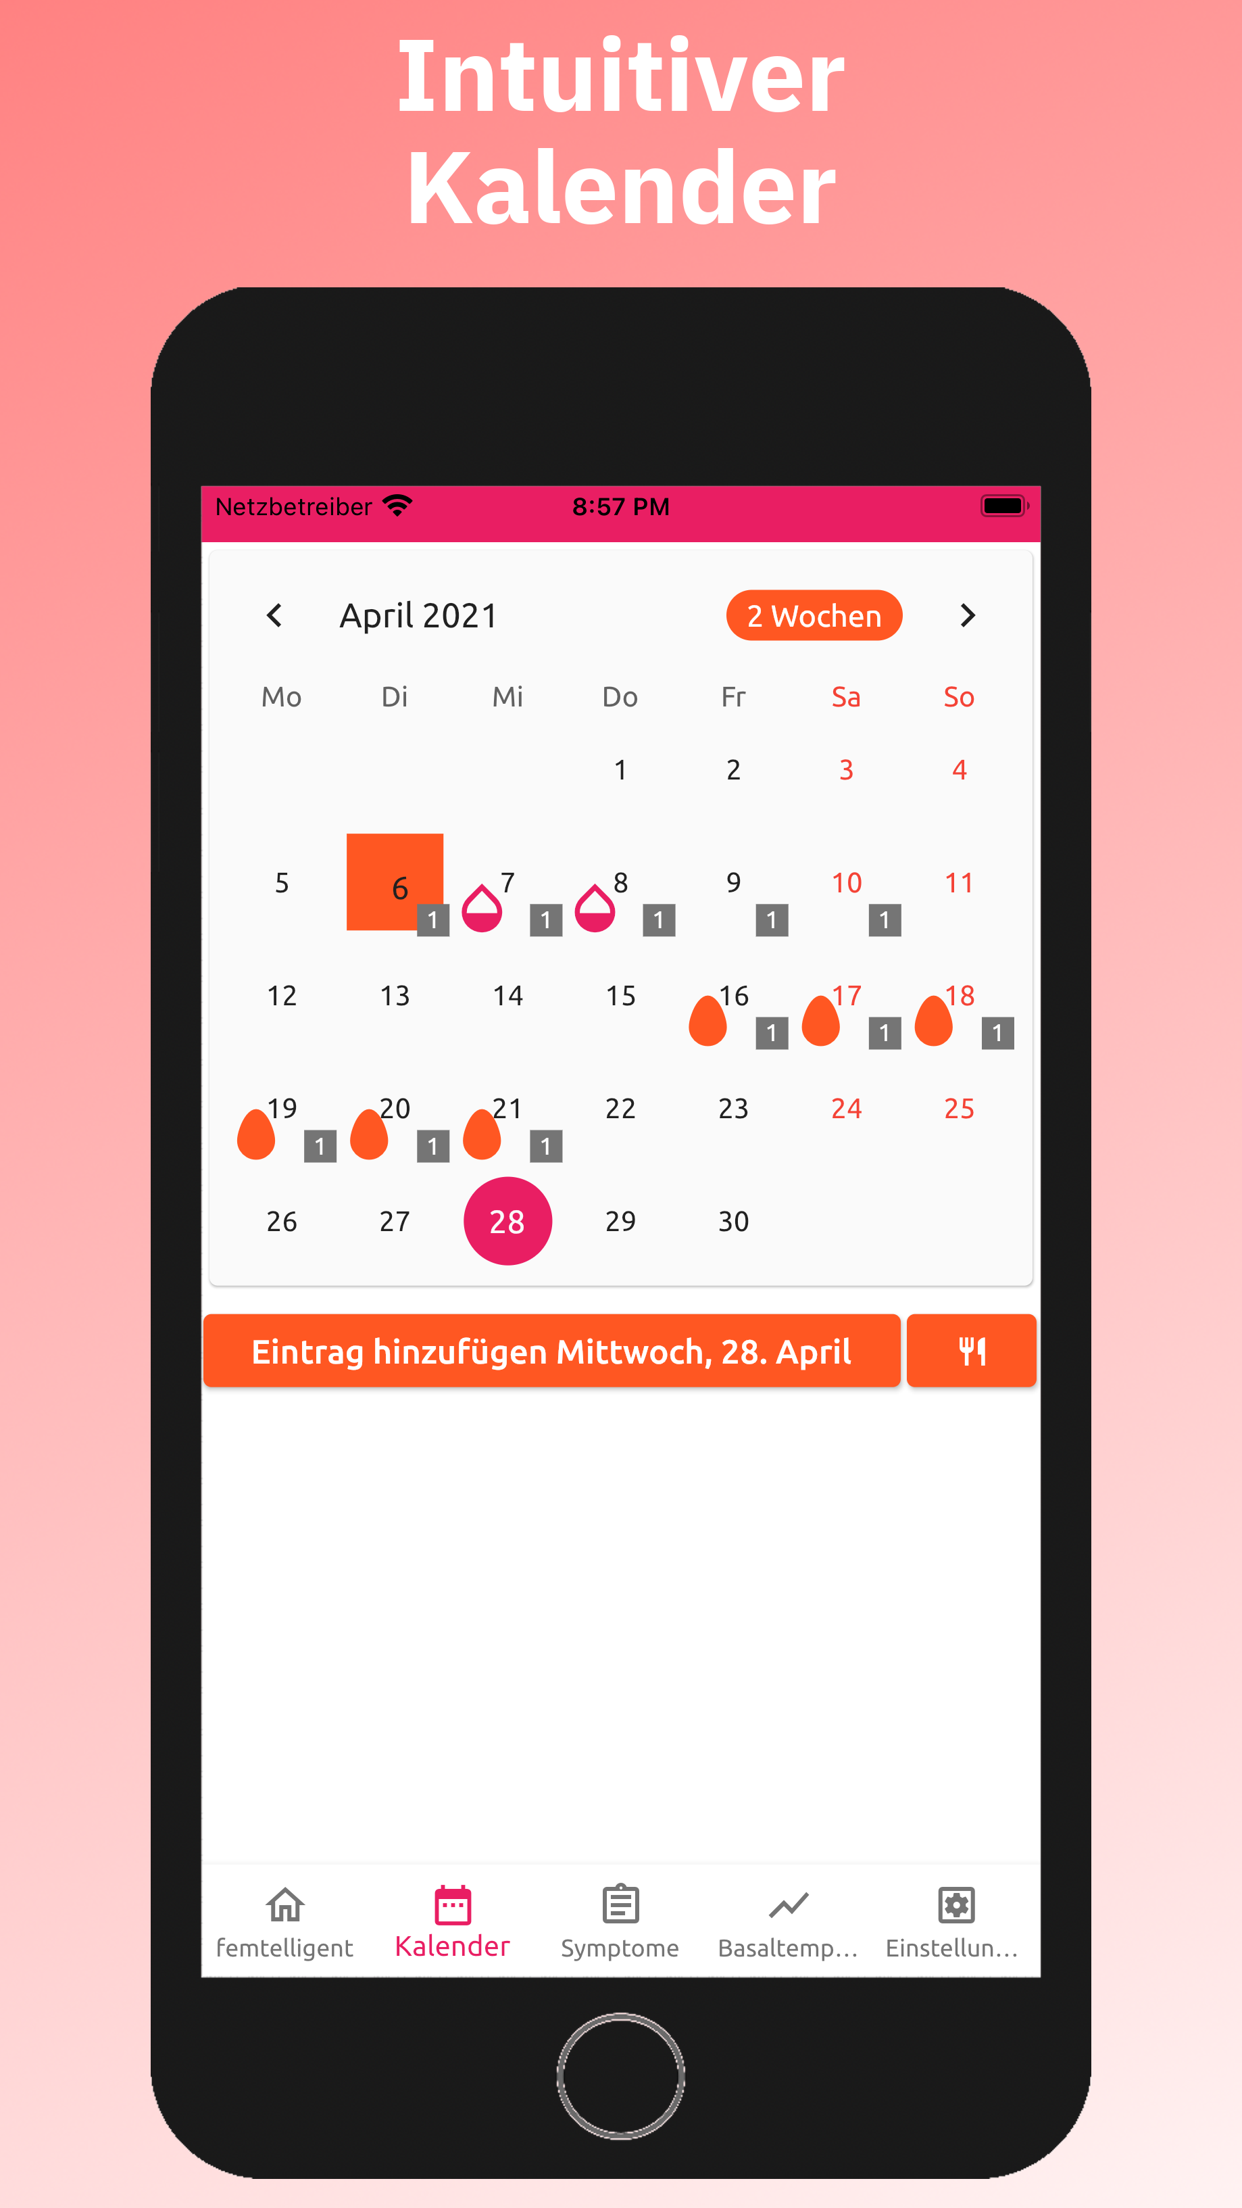 Intuitiver
Kalender
Netzbetreiber 8:57 PM
April 2021 2 Wochen
Mo Di Mi Do Fr Sa So
1 2 3 4
5 6 7 8 9 10 11
1 1 1 1 1
12 13 14 15 16 17 18
1 1 1
19 20 21 22 23 24 25
1 1 1
26 27 28 29 30
Eintrag hinzufügen Mittwoch, 28. April
femtelligent Kalender Symptome Basaltemp... Einstellun...